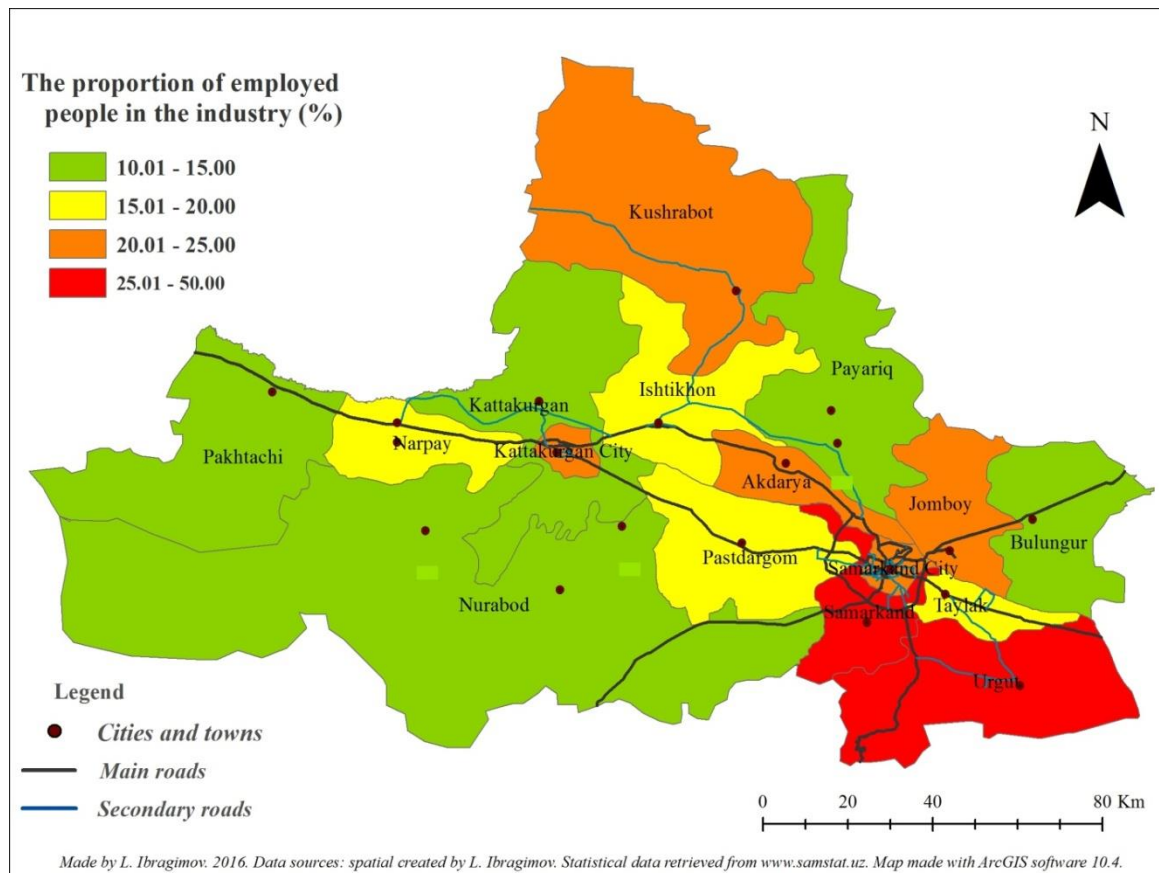 The proportion of employed
people in the industry (%)
10.01 - 15.00
15.01 - 20.00
20.01 - 25.00
25.01 - 50.00
N
Kushrabot
Payariq
Ishtikhon
Kattakurgan
Narpay
Kattakurgan City
Pakhtachi
Akdarya
Jomboy
Bulungur
Pastdargom
Samarkand City
Nurabod
Samarkand
Taylak
Urgut
Legend
Cities and towns
Main roads
Secondary roads
0 20 40 80 Km
Made by L. Ibragimov. 2016. Data sources: spatial created by L. Ibragimov. Statistical data retrieved from www.samstat.uz. Map made with ArcGIS software 10.4.